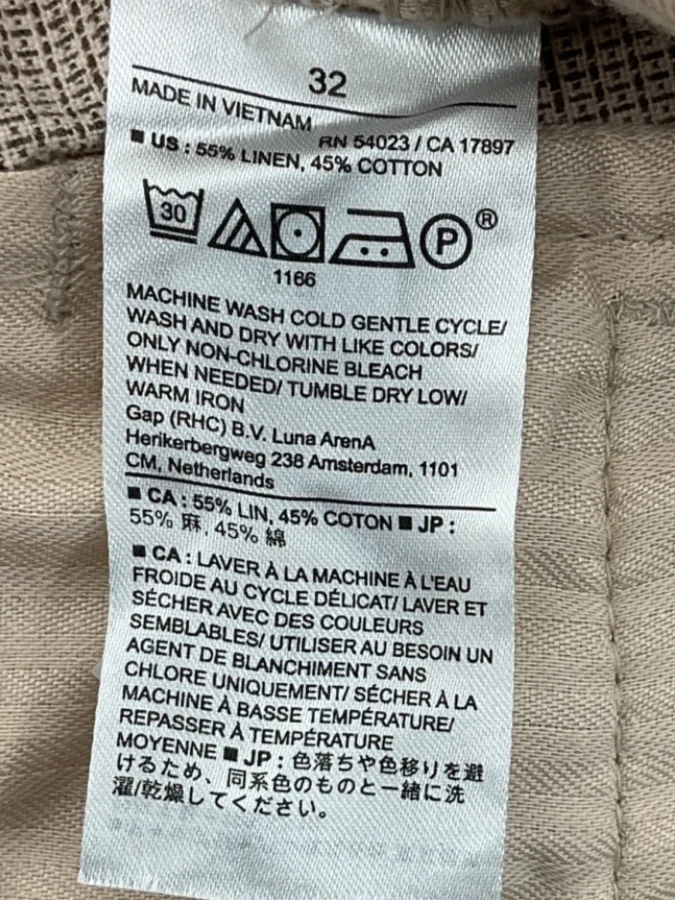 32
MADE IN VIETNAM
RN 54023 / CA 17897
■ US : 55% LINEN, 45% COTTON
30 P ®
1166
MACHINE WASH COLD GENTLE CYCLE/
WASH AND DRY WITH LIKE COLORS/
ONLY NON-CHLORINE BLEACH
WHEN NEEDED/ TUMBLE DRY LOW/
WARM IRON
Gap (RHC) B.V. Luna ArenA
Herikerbergweg 238 Amsterdam, 1101
CM, Netherlands
■ CA : 55% LIN, 45% COTON ■ JP :
55% 麻, 45% 綿
■ CA : LAVER À LA MACHINE À L'EAU
FROIDE AU CYCLE DÉLICAT/ LAVER ET
SÉCHER AVEC DES COULEURS
SEMBLABLES/ UTILISER AU BESOIN UN
AGENT DE BLANCHIMENT SANS
CHLORE UNIQUEMENT/ SÉCHER À LA
MACHINE À BASSE TEMPÉRATURE/
REPASSER À TEMPÉRATURE
MOYENNE ■ JP : 色落ちや色移りを避
けるため、同系色のものと一緒に洗
濯/乾燥してください。